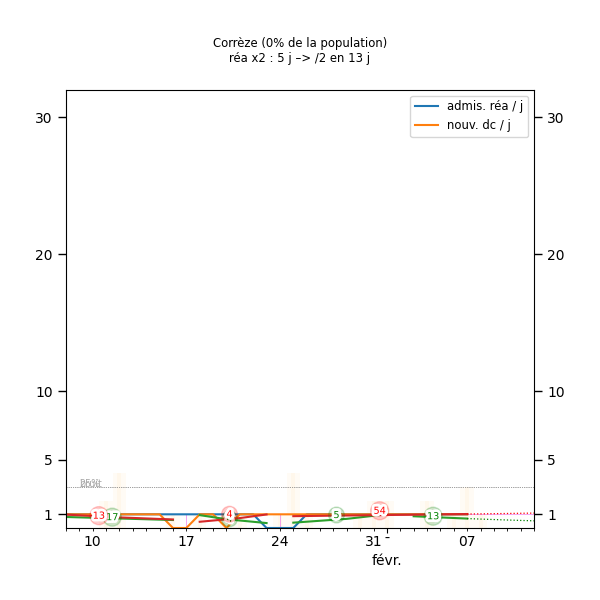 Corrèze (0% de la population)
réa x2 : 5 j –> /2 en 13 j
admis. réa / j
nouv. dc / j
30 30
20 20
10 10
5 5
1 1
13 17 4 5 54 13
10 17 24 31 - 07
févr.